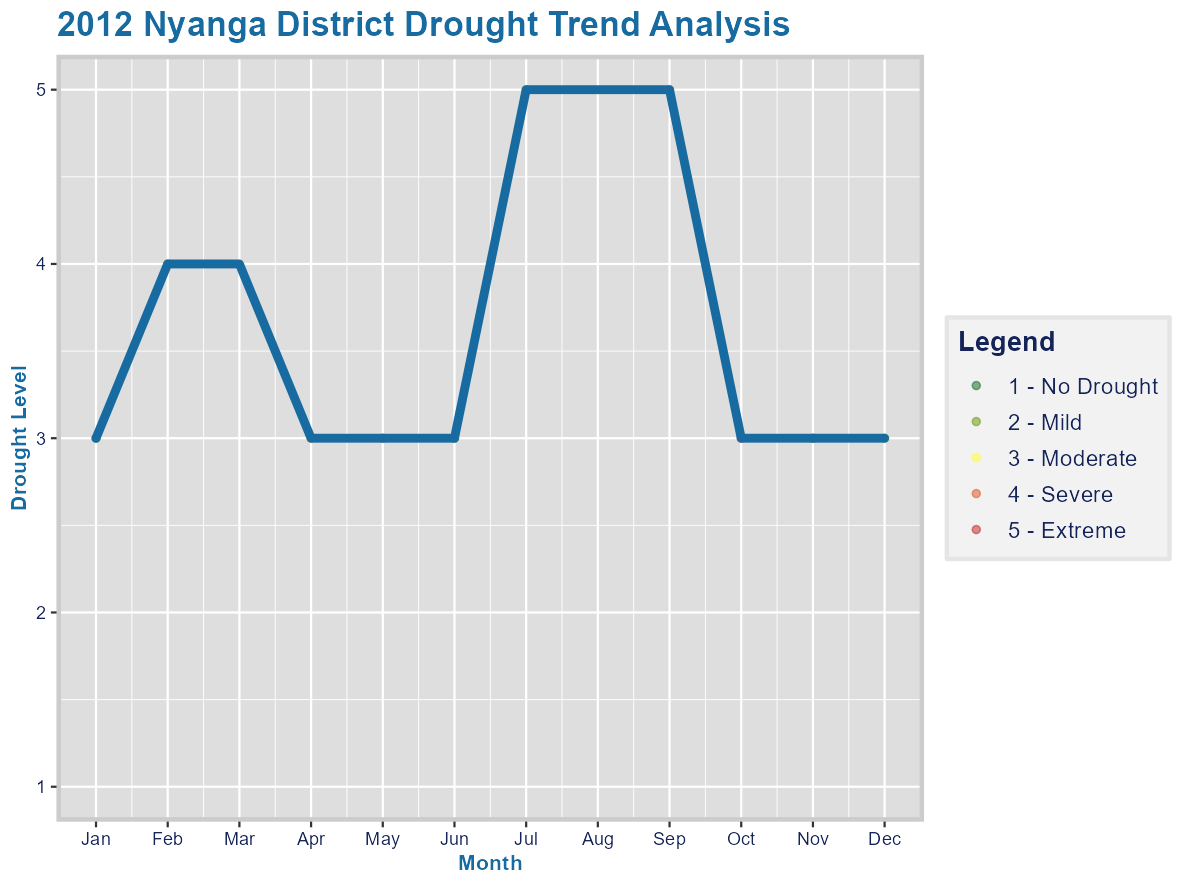 2012 Nyanga District Drought Trend Analysis
Drought Level
5
4
3
2
1
Jan Feb Mar Apr May Jun Jul Aug Sep Oct Nov Dec
Month
Legend
1 - No Drought
2 - Mild
3 - Moderate
4 - Severe
5 - Extreme